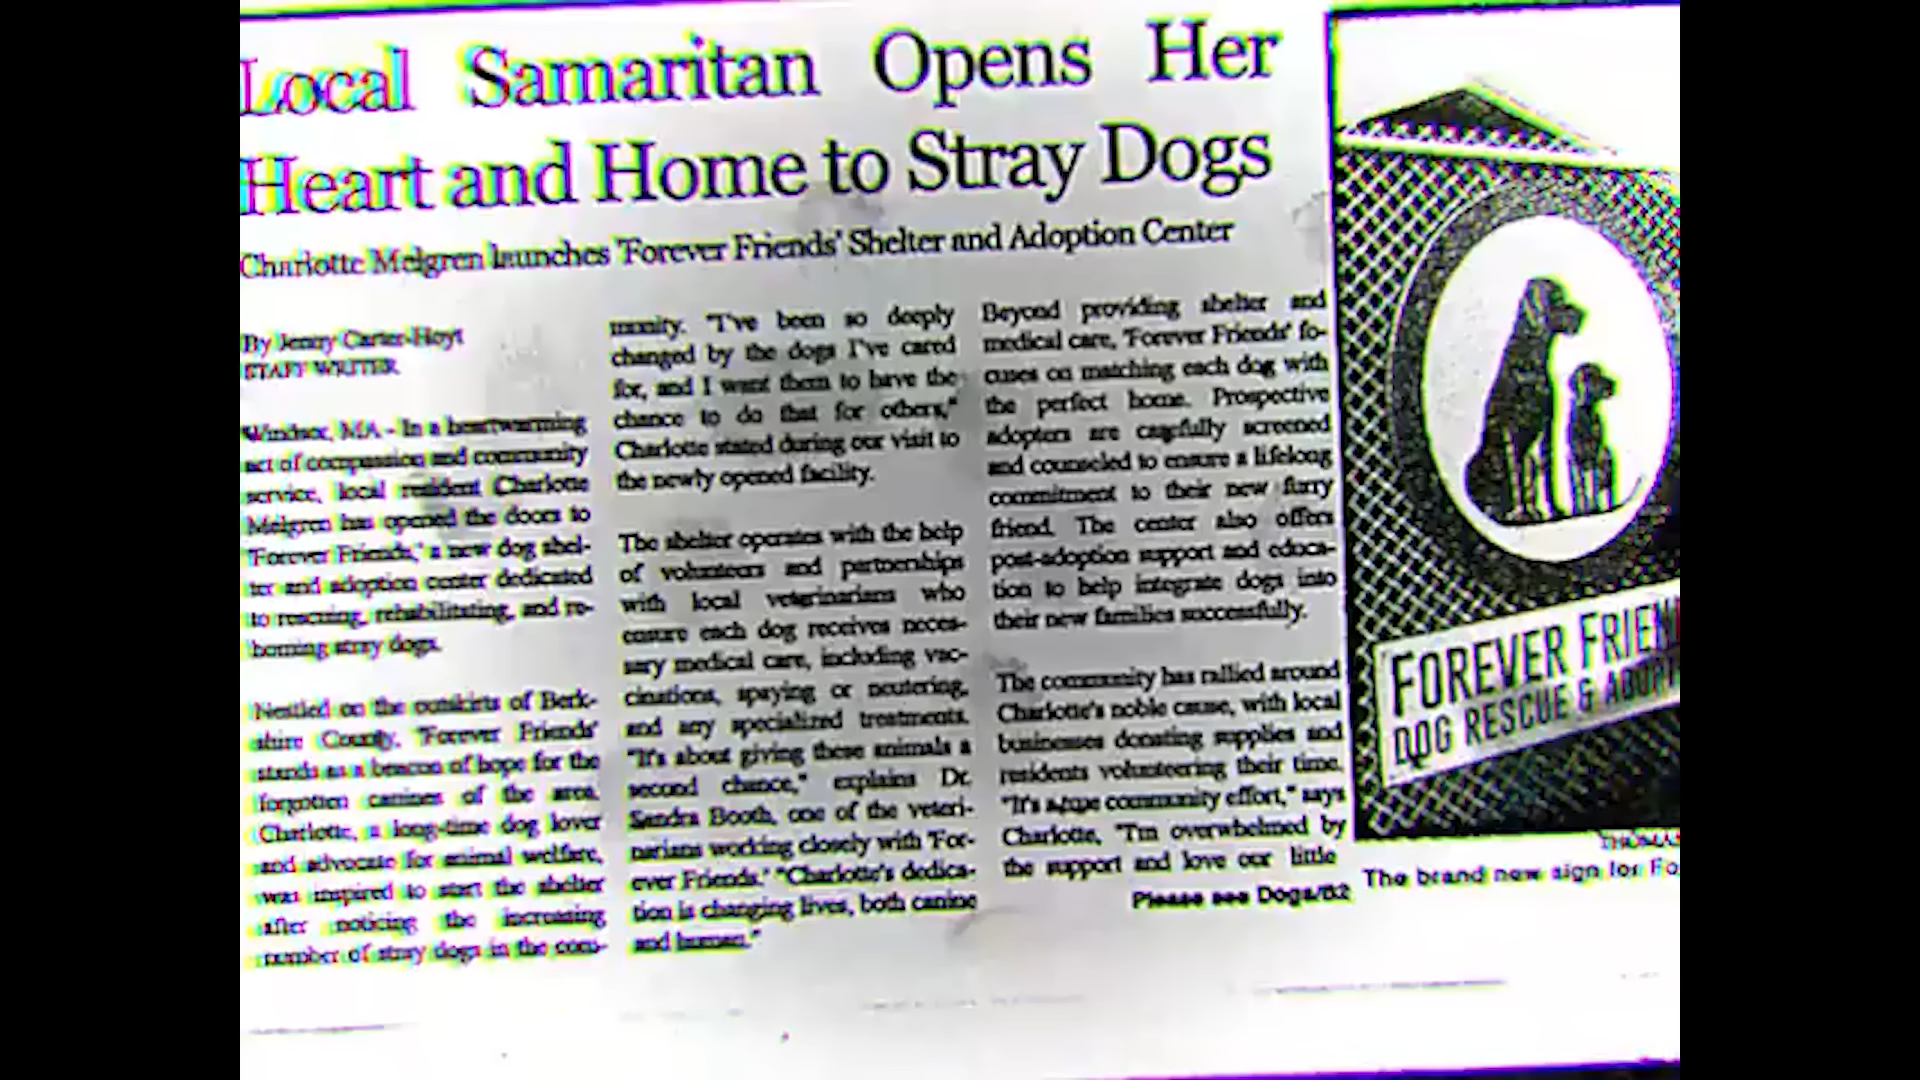 Local Samaritan Opens Her
Heart and Home to Stray Dogs
Charlotte Melgren launches 'Forever Friends' Shelter and Adoption Center
By Jenny Carter-Hoyt
STAFF WRITER
Windsor, MA - In a heartwarming
act of compassion and community
service, local resident Charlotte
Melgren has opened the doors to
'Forever Friends,' a new dog shel-
ter and adoption center dedicated
to rescuing, rehabilitating, and re-
homing stray dogs.
Nestled on the outskirts of Berk-
shire County, 'Forever Friends'
stands as a beacon of hope for the
forgotten canines of the area.
Charlotte, a long-time dog lover
and advocate for animal welfare,
was inspired to start the shelter
after noticing the increasing
number of stray dogs in the com-
munity. "I've been so deeply
changed by the dogs I've cared
for, and I want them to have the
chance to do that for others,"
Charlotte stated during our visit to
the newly opened facility.
The shelter operates with the help
of volunteers and partnerships
with local veterinarians who
ensure each dog receives neces-
sary medical care, including vac-
cinations, spaying or neutering,
and any specialized treatments.
"It's about giving these animals a
second chance," explains Dr.
Sandra Booth, one of the veteri-
narians working closely with 'For-
ever Friends.' "Charlotte's dedica-
tion is changing lives, both canine
and human."
Beyond providing shelter and
medical care, 'Forever Friends' fo-
cuses on matching each dog with
the perfect home. Prospective
adopters are carefully screened
and counseled to ensure a lifelong
commitment to their new furry
friend. The center also offers
post-adoption support and educa-
tion to help integrate dogs into
their new families successfully.
The community has rallied around
Charlotte's noble cause, with local
businesses donating supplies and
residents volunteering their time.
"It's a true community effort," says
Charlotte, "I'm overwhelmed by
the support and love our little
Please see Dogs/B2
FOREVER FRIEN
DOG RESCUE & ADOPT
THOMAS
The brand new sign for Fo